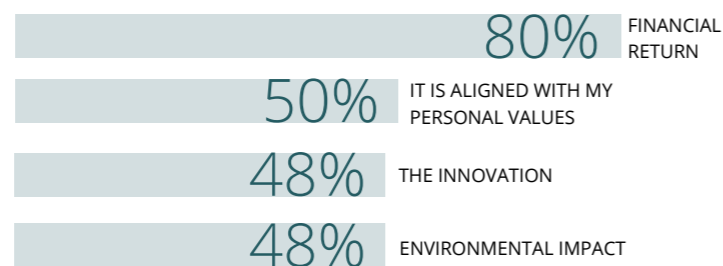 80% FINANCIAL
RETURN
50% IT IS ALIGNED WITH MY
PERSONAL VALUES
48% THE INNOVATION
48% ENVIRONMENTAL IMPACT